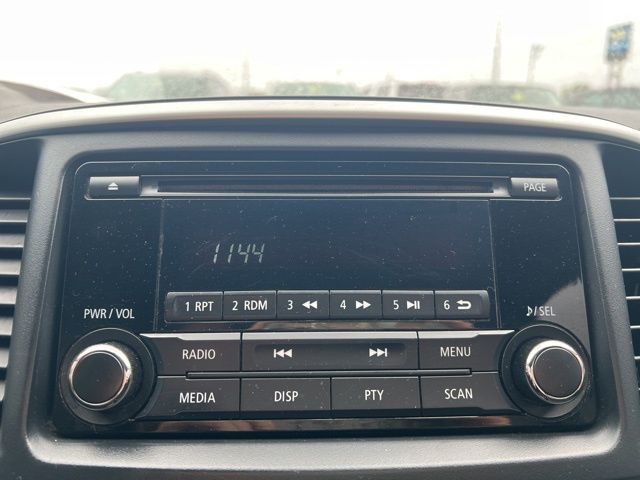 PAGE
1144
1 RPT 2 RDM 3 4 5 6
PWR / VOL
♪/SEL
RADIO MENU
MEDIA DISP PTY SCAN